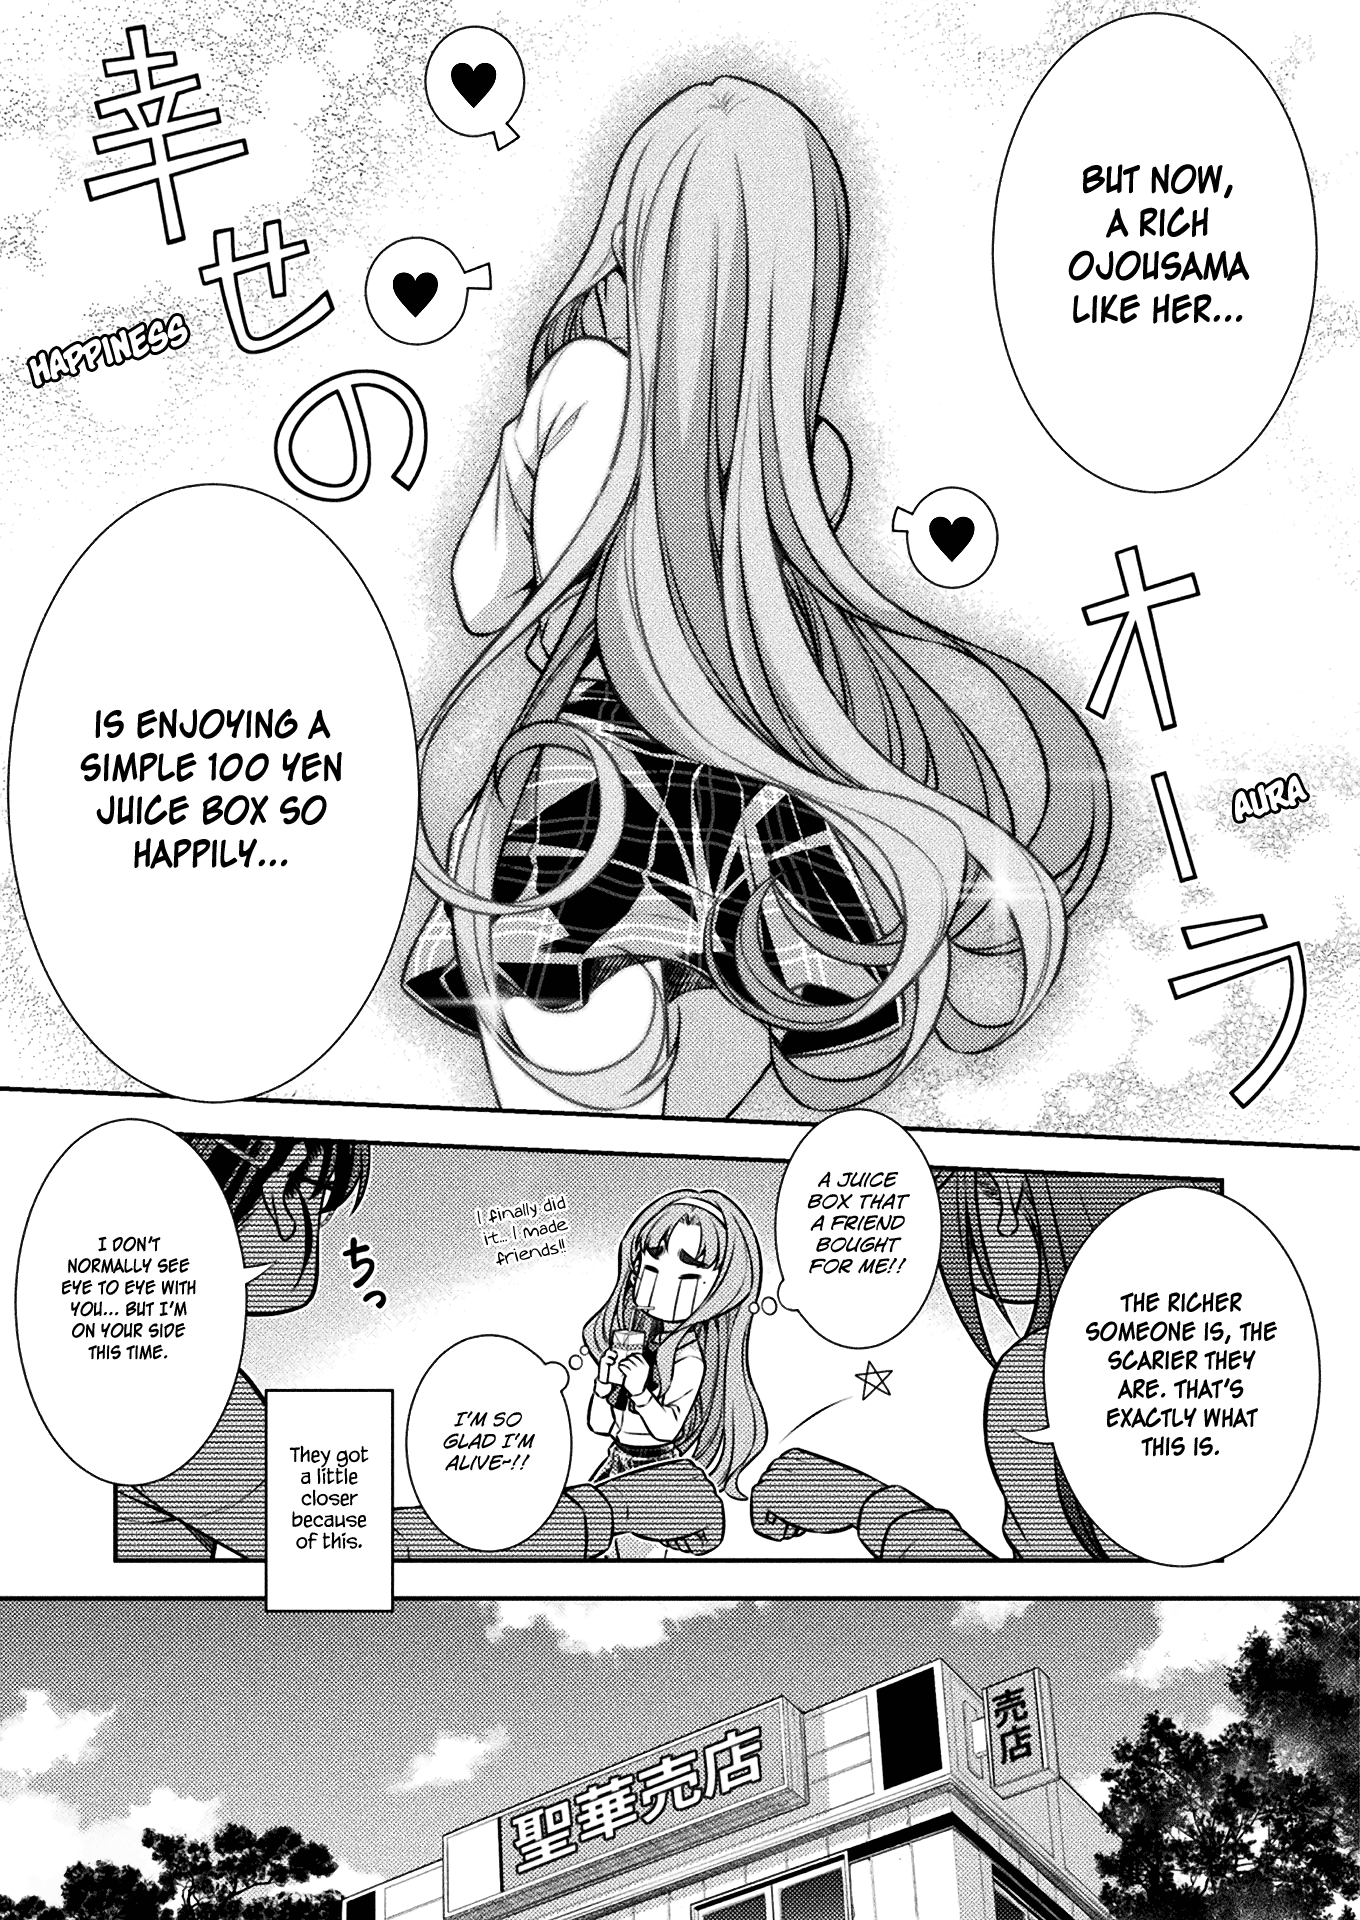 BUT NOW,
A RICH
OJOUSAMA
LIKE HER...
幸せの
HAPPINESS
オーラ
AURA
IS ENJOYING A
SIMPLE 100 YEN
JUICE BOX SO
HAPPILY...
THE RICHER
SOMEONE IS, THE
SCARIER THEY
ARE. THAT'S
EXACTLY WHAT
THIS IS.
A JUICE
BOX THAT
A FRIEND
BOUGHT
FOR ME!!
I finally did
it... I made
friends!!
I'M SO
GLAD I'M
ALIVE~!!
ちっ
I DON'T
NORMALLY SEE
EYE TO EYE WITH
YOU... BUT I'M
ON YOUR SIDE
THIS TIME.
They got
a little
closer
because
of this.
売店
聖華売店